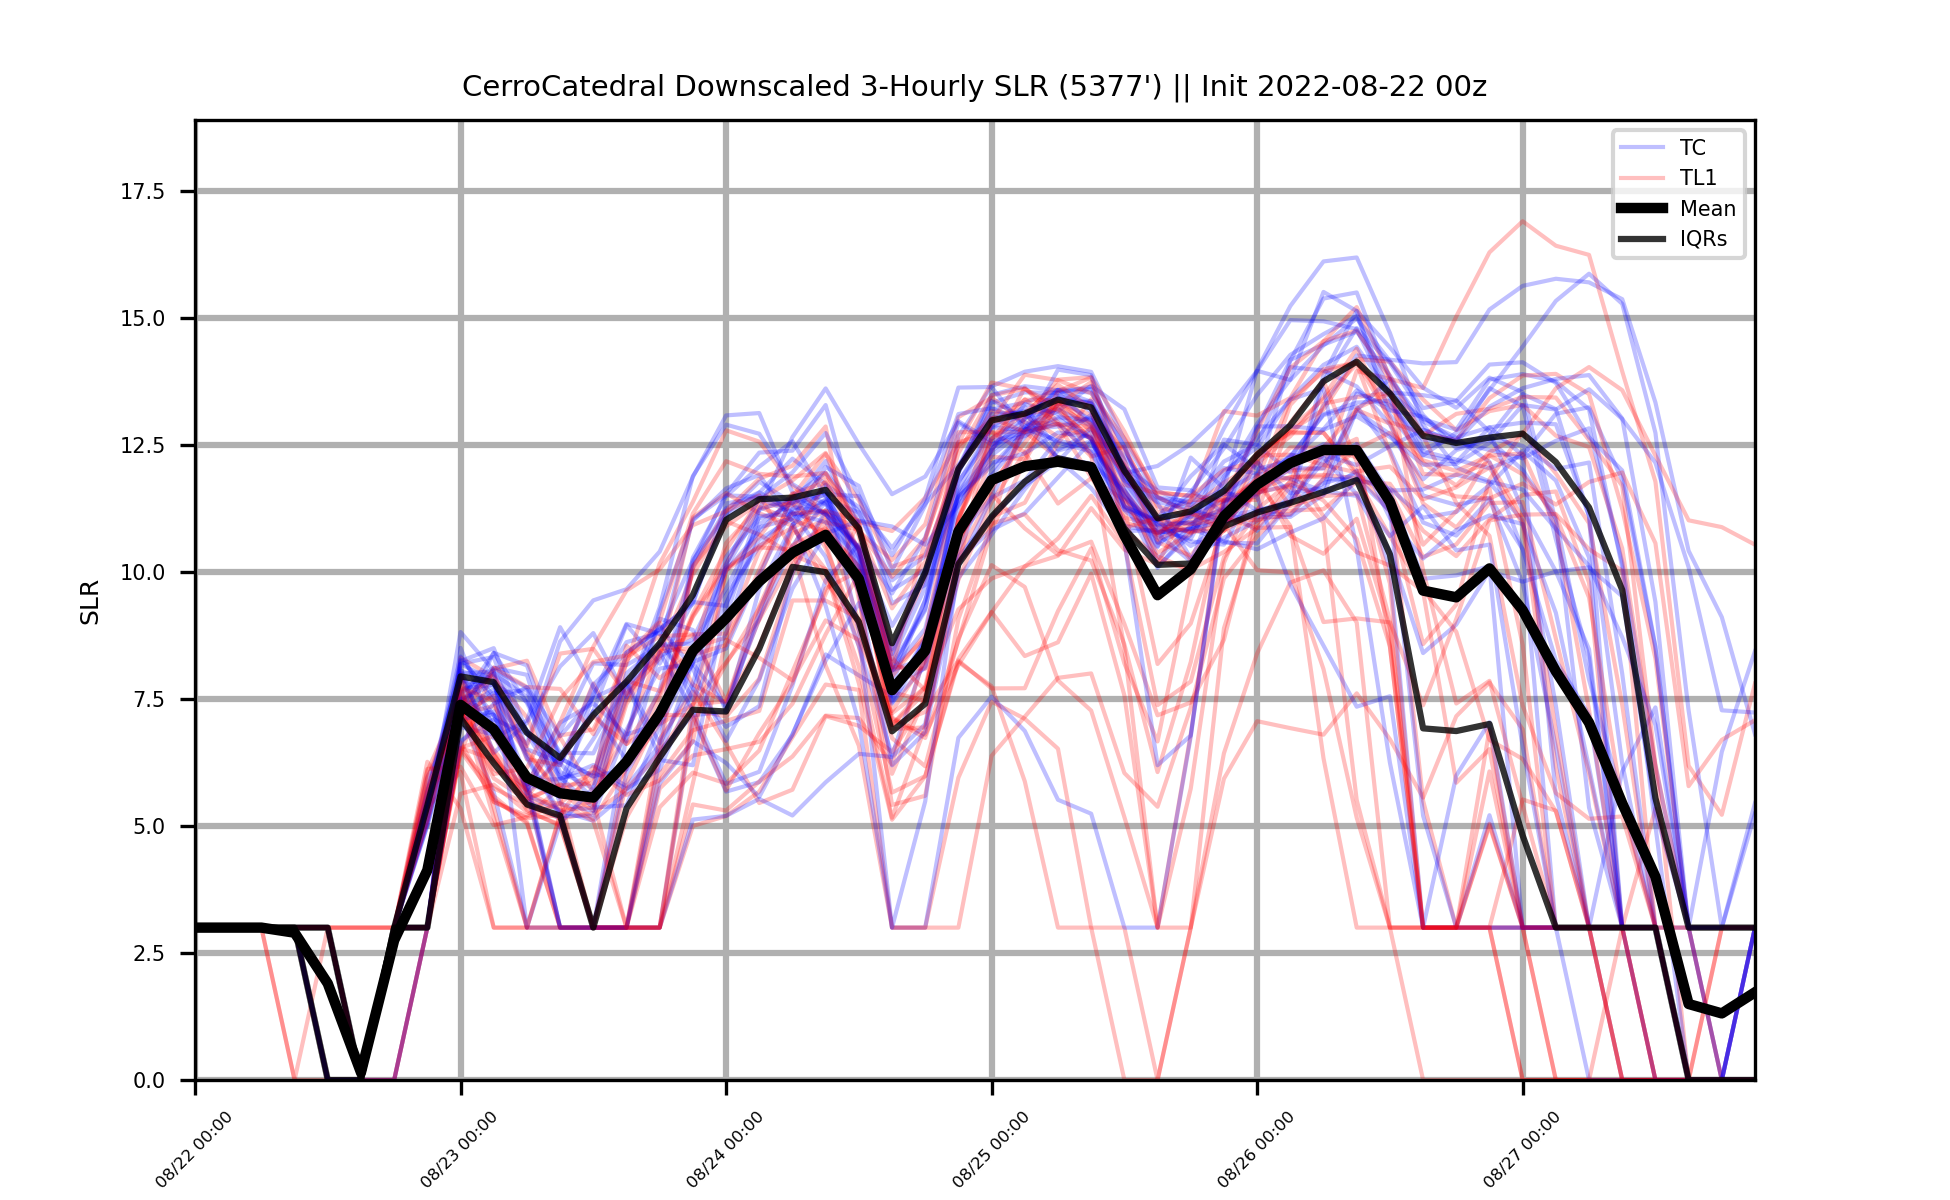 CerroCatedral Downscaled 3-Hourly SLR (5377') || Init 2022-08-22 00z
TC
TL1
Mean
IQRs
SLR
17.5
15.0
12.5
10.0
7.5
5.0
2.5
0.0
08/22 00:00
08/23 00:00
08/24 00:00
08/25 00:00
08/26 00:00
08/27 00:00